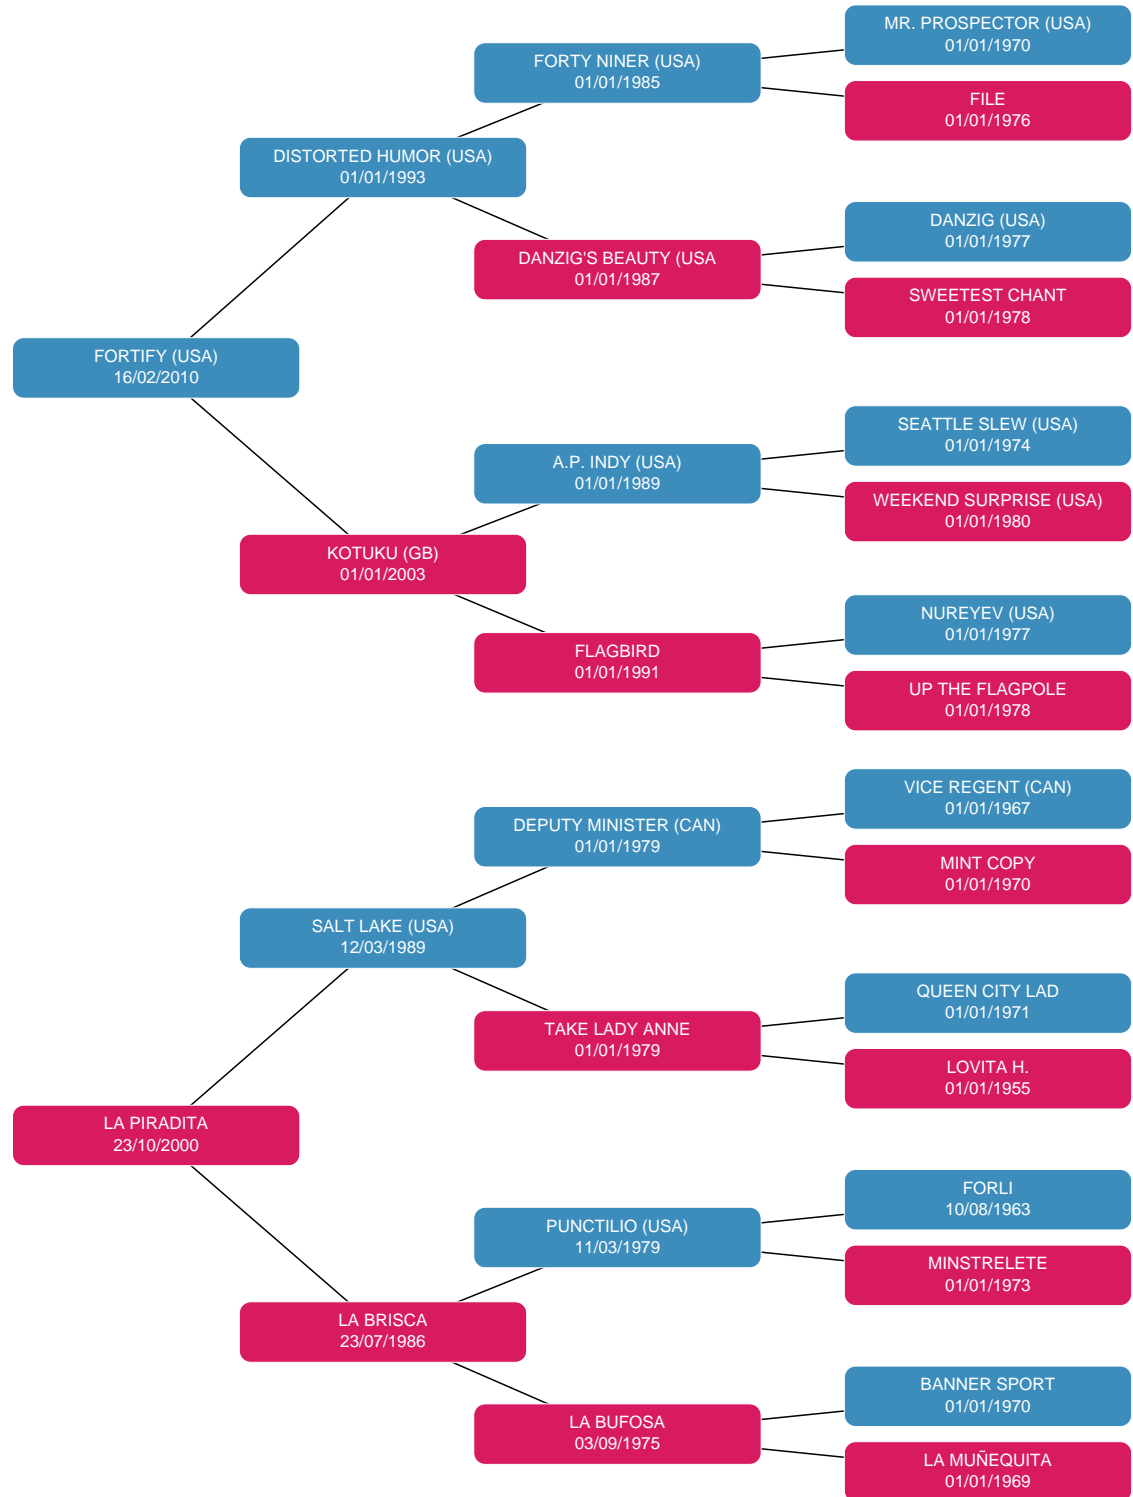 MR. PROSPECTOR (USA)
01/01/1970
FORTY NINER (USA)
01/01/1985
FILE
01/01/1976
DISTORTED HUMOR (USA)
01/01/1993
DANZIG (USA)
01/01/1977
DANZIG'S BEAUTY (USA
01/01/1987
SWEETEST CHANT
01/01/1978
FORTIFY (USA)
16/02/2010
SEATTLE SLEW (USA)
01/01/1974
A.P. INDY (USA)
01/01/1989
WEEKEND SURPRISE (USA)
01/01/1980
KOTUKU (GB)
01/01/2003
NUREYEV (USA)
01/01/1977
FLAGBIRD
01/01/1991
UP THE FLAGPOLE
01/01/1978
VICE REGENT (CAN)
01/01/1967
DEPUTY MINISTER (CAN)
01/01/1979
MINT COPY
01/01/1970
SALT LAKE (USA)
12/03/1989
QUEEN CITY LAD
01/01/1971
TAKE LADY ANNE
01/01/1979
LOVITA H.
01/01/1955
LA PIRADITA
23/10/2000
FORLI
10/08/1963
PUNCTILIO (USA)
11/03/1979
MINSTRELETE
01/01/1973
LA BRISCA
23/07/1986
BANNER SPORT
01/01/1970
LA BUFOSA
03/09/1975
LA MUÑEQUITA
01/01/1969